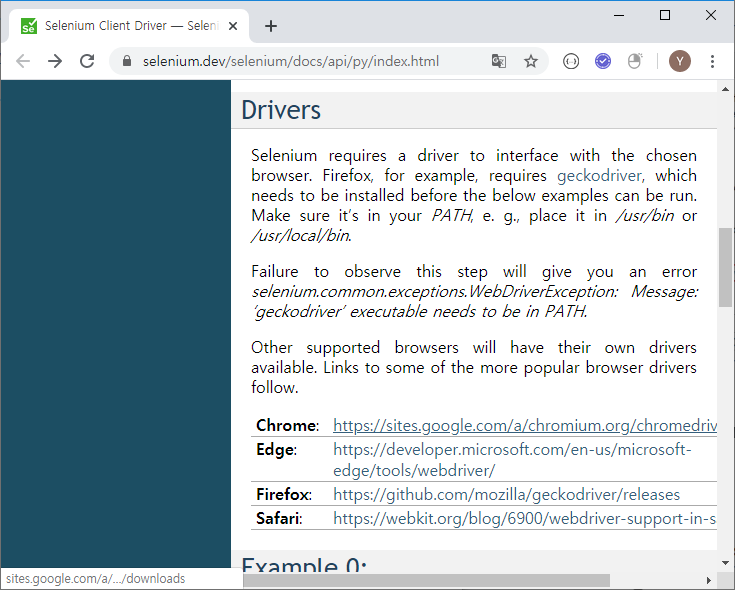 Selenium Client Driver — Seleni
selenium.dev/selenium/docs/api/py/index.html
Y
Drivers
Selenium requires a driver to interface with the chosen
browser. Firefox, for example, requires geckodriver, which
needs to be installed before the below examples can be run.
Make sure it's in your PATH, e. g., place it in /usr/bin or
/usr/local/bin.
Failure to observe this step will give you an error
selenium.common.exceptions.WebDriverException: Message:
'geckodriver' executable needs to be in PATH.
Other supported browsers will have their own drivers
available. Links to some of the more popular browser drivers
follow.
Chrome: https://sites.google.com/a/chromium.org/chromedriv
Edge: https://developer.microsoft.com/en-us/microsoft-
edge/tools/webdriver/
Firefox: https://github.com/mozilla/geckodriver/releases
Safari: https://webkit.org/blog/6900/webdriver-support-in-s
Example 0:
sites.google.com/a/.../downloads